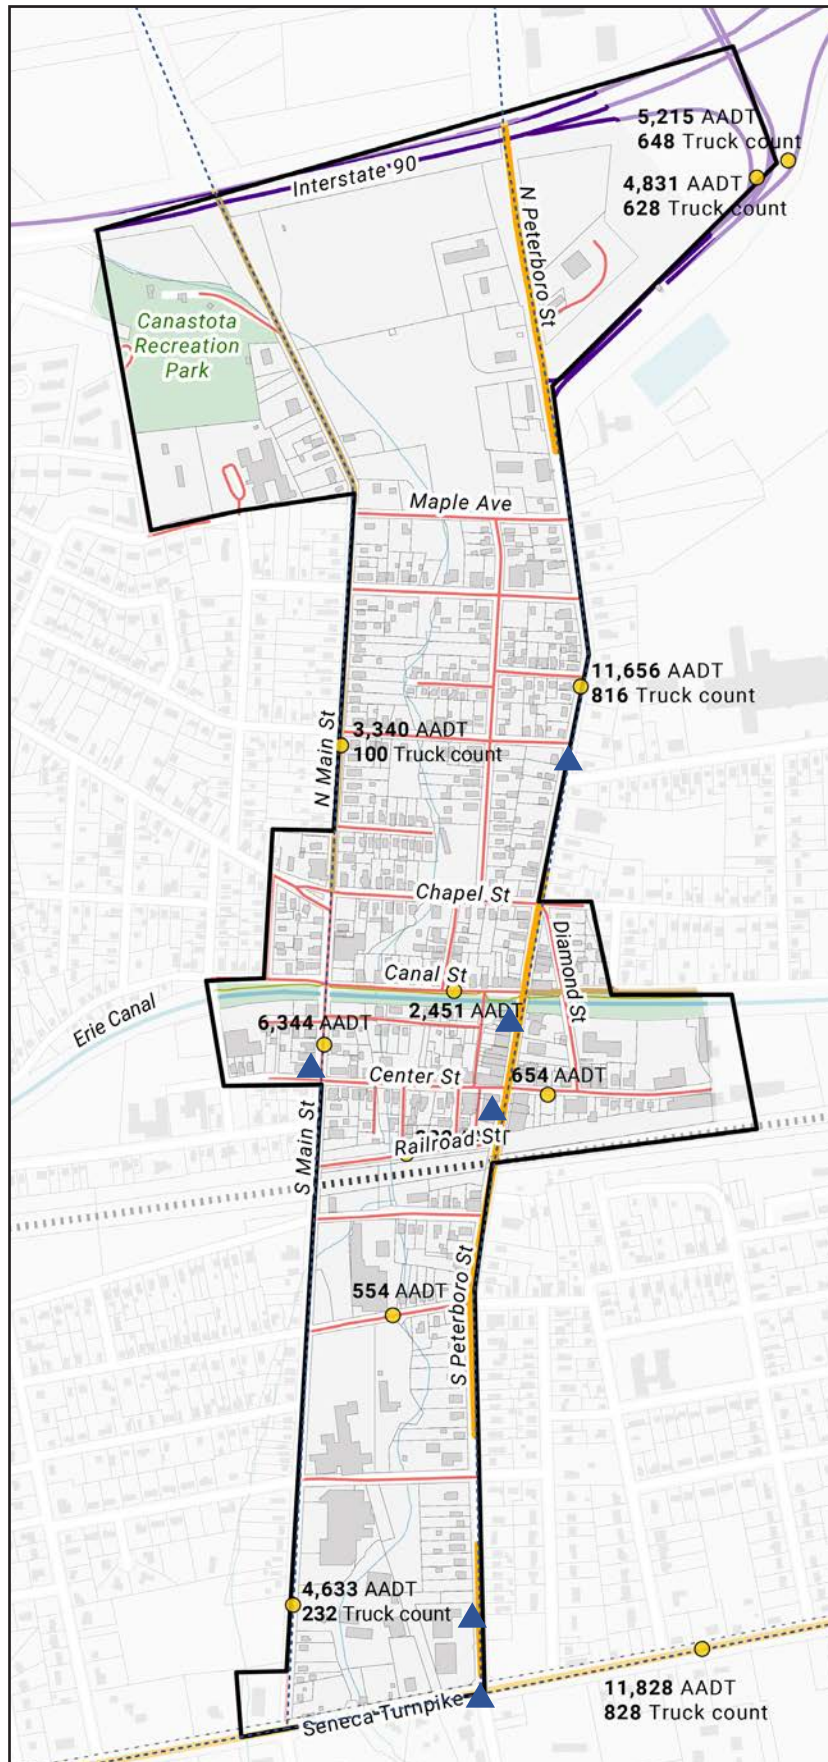 5,215 AADT
648 Truck count
Interstate 90
4,831 AADT
628 Truck count
N Peterboro St
Canastota
Recreation
Park
Maple Ave
11,656 AADT
816 Truck count
N Main St
3,340 AADT
100 Truck count
Chapel St
Diamond St
Canal St
Erie Canal
2,451 AADT
6,344 AADT
Center St
654 AADT
S Main St
Railroad St
554 AADT
S Peterboro St
4,633 AADT
232 Truck count
11,828 AADT
828 Truck count
Seneca Turnpike